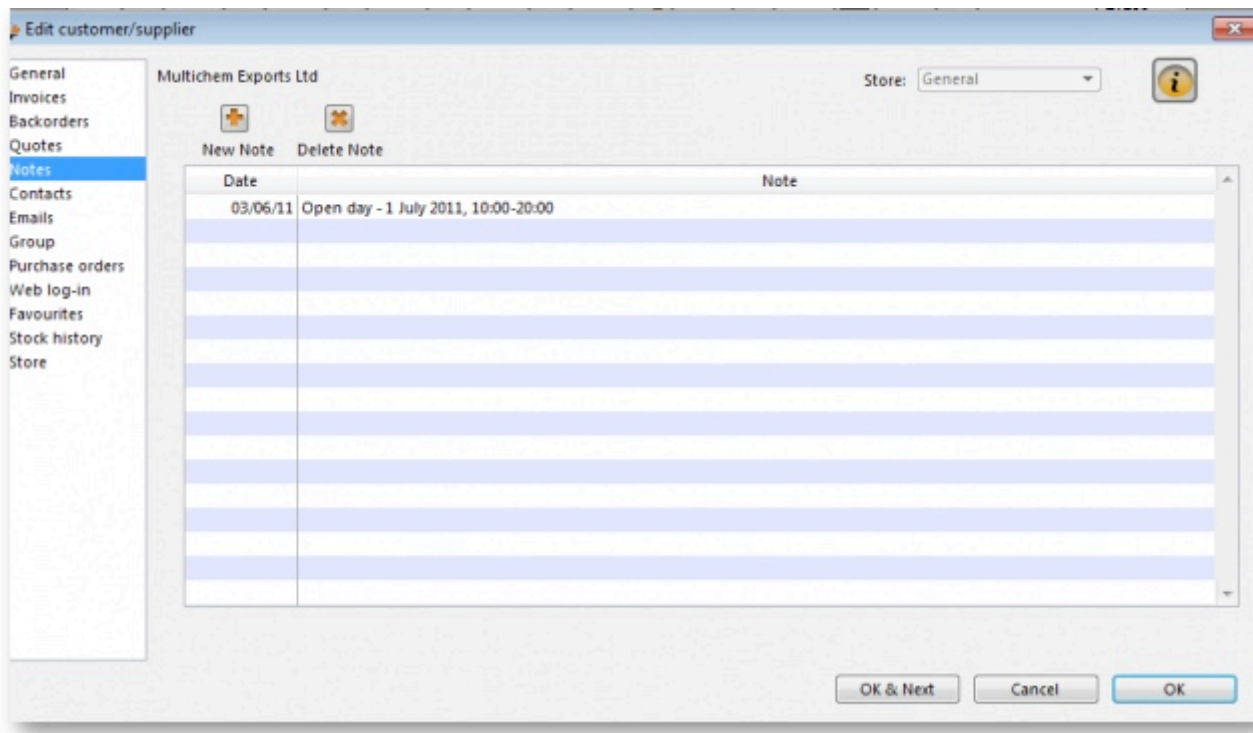 Edit customer/supplier
General
Invoices
Backorders
Quotes
Notes
Contacts
Emails
Group
Purchase orders
Web log-in
Favourites
Stock history
Store
Multichem Exports Ltd
Store: General
New Note Delete Note
Date Note
03/06/11 Open day - 1 July 2011, 10:00-20:00
OK & Next Cancel OK